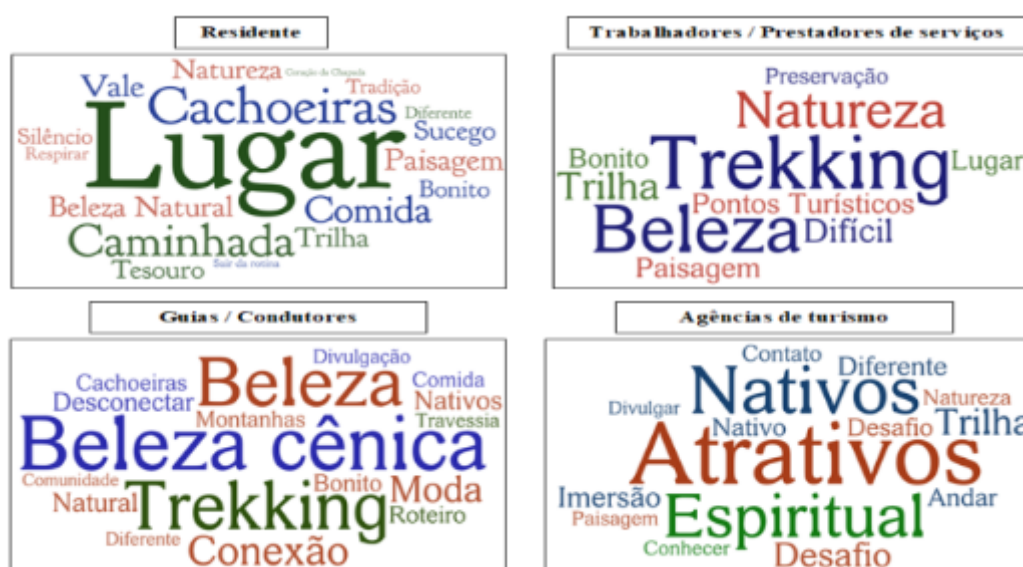 Residente
Natureza Coração da Chapada
Vale Tradição
Cachoeiras Diferente
Silêncio Sucego
Respirar Lugar Paisagem
Bonito
Beleza Natural Comida
Caminhada Trilha
Tesouro Sair da rotina
Trabalhadores / Prestadores de serviços
Preservação
Natureza
Bonito Trekking Lugar
Trilha
Pontos Turísticos
Beleza Difícil
Paisagem
Guias / Condutores
Divulgação
Cachoeiras Beleza Comida
Desconectar Nativos
Montanhas Travessia
Beleza cênica
Comunidade Bonito Moda
Natural Trekking Roteiro
Diferente Conexão
Agências de turismo
Contato Diferente
Nativos Natureza
Divulgar Trilha
Nativo Desafio
Atrativos
Imersão Andar
Paisagem Espiritual
Conhecer Desafio